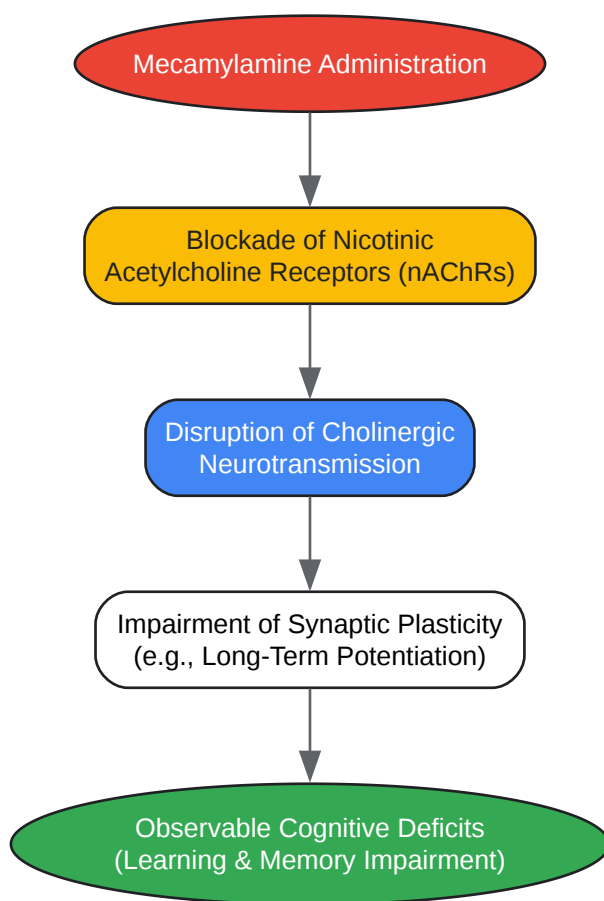 Mecamylamine Administration
Blockade of Nicotinic
Acetylcholine Receptors (nAChRs)
Disruption of Cholinergic
Neurotransmission
Impairment of Synaptic Plasticity
(e.g., Long-Term Potentiation)
Observable Cognitive Deficits
(Learning & Memory Impairment)